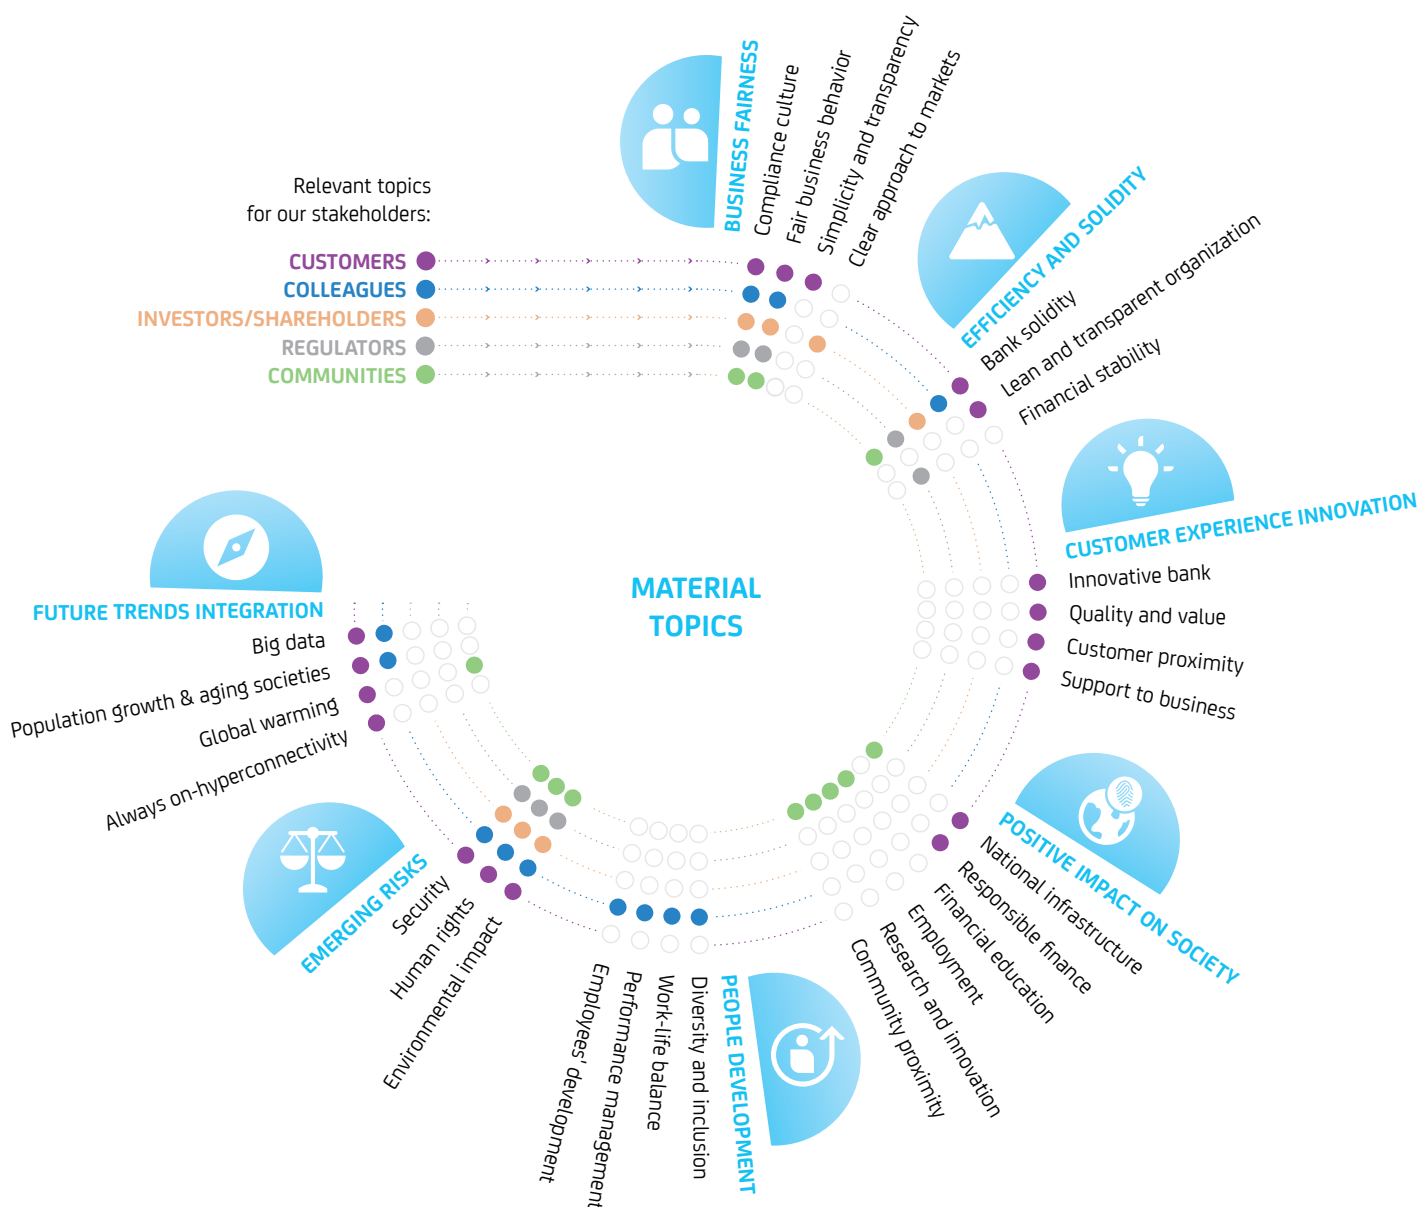 Relevant topics
for our stakeholders:
CUSTOMERS
COLLEAGUES
INVESTORS/SHAREHOLDERS
REGULATORS
COMMUNITIES
MATERIAL
TOPICS
BUSINESS FAIRNESS
Compliance culture
Fair business behavior
Simplicity and transparency
Clear approach to markets
EFFICIENCY AND SOLIDITY
Bank solidity
Lean and transparent organization
Financial stability
CUSTOMER EXPERIENCE INNOVATION
Innovative bank
Quality and value
Customer proximity
Support to business
POSITIVE IMPACT ON SOCIETY
National infrastructure
Responsible finance
Financial education
Employment
Research and innovation
Community proximity
PEOPLE DEVELOPMENT
Diversity and inclusion
Work-life balance
Performance management
Employees' development
EMERGING RISKS
Environmental impact
Human rights
Security
FUTURE TRENDS INTEGRATION
Big data
Population growth & aging societies
Global warming
Always on-hyperconnectivity